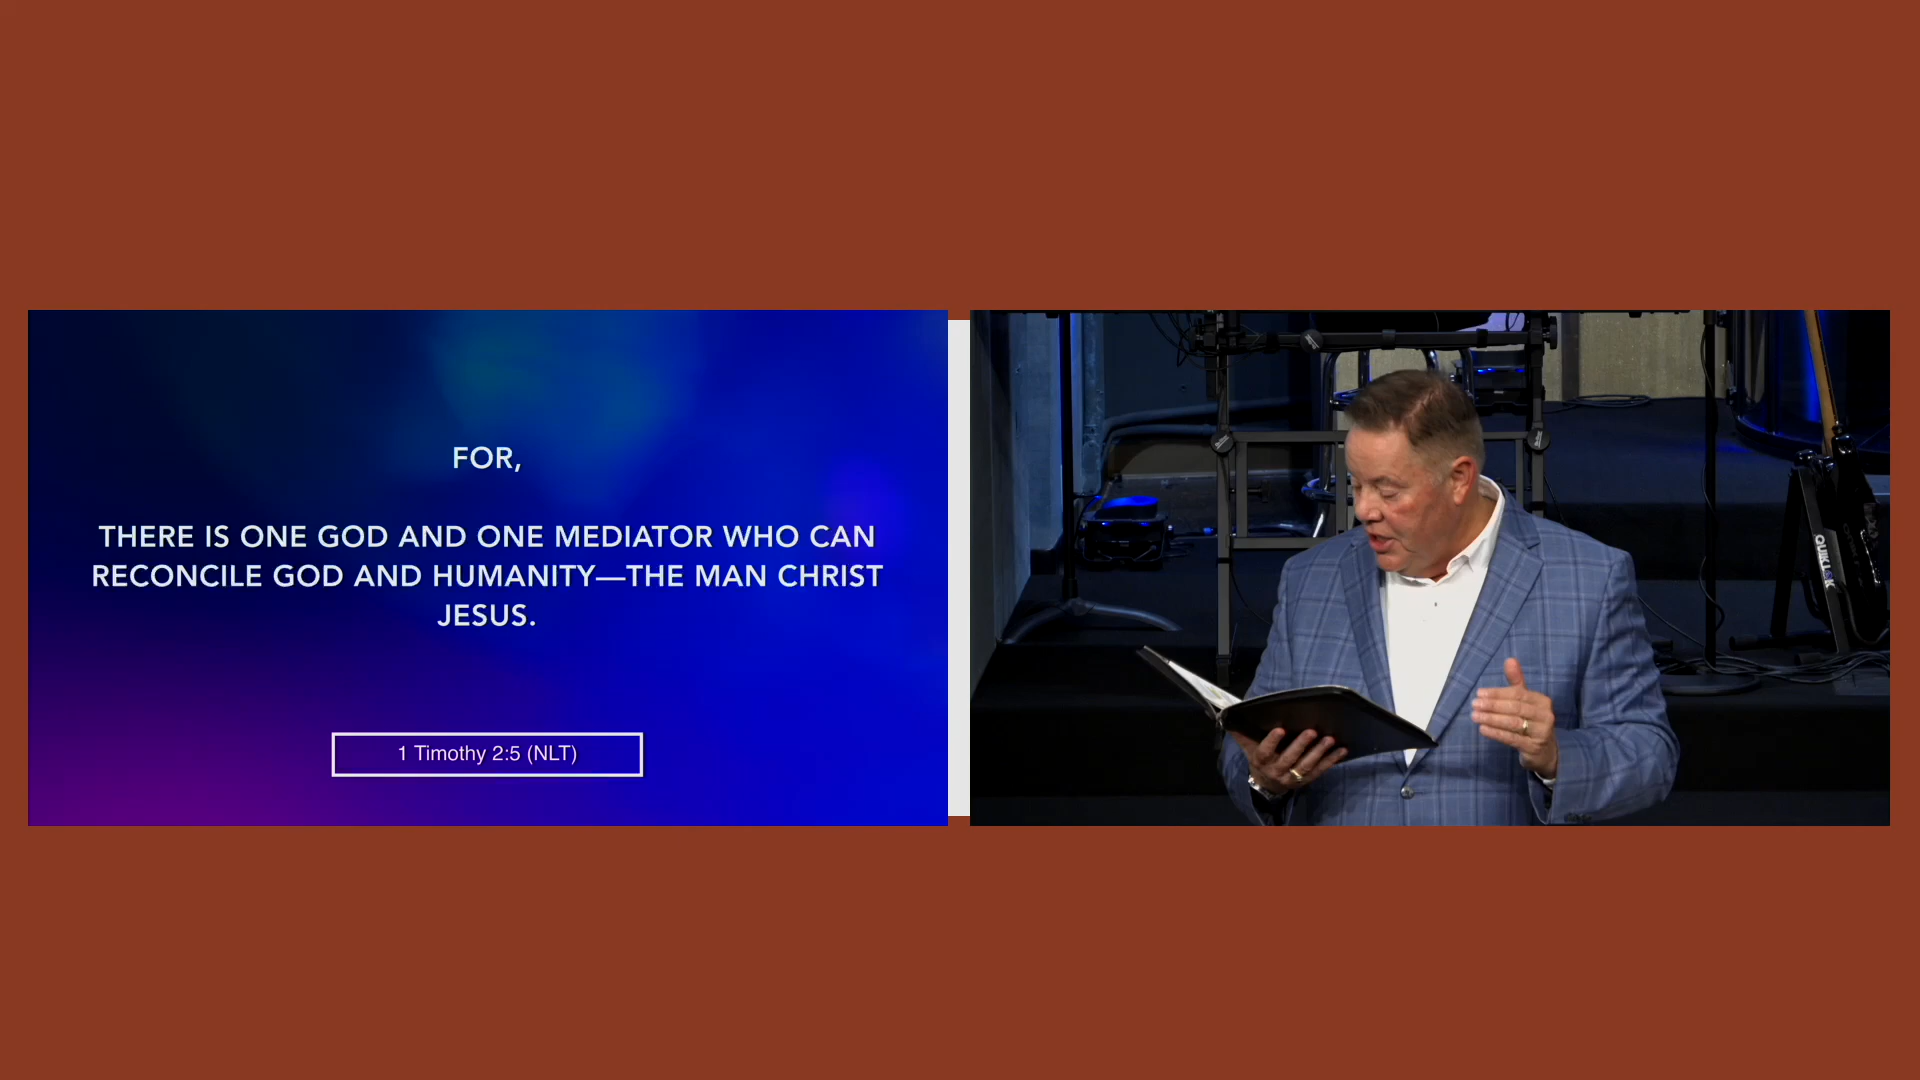 FOR,
THERE IS ONE GOD AND ONE MEDIATOR WHO CAN
RECONCILE GOD AND HUMANITY—THE MAN CHRIST
JESUS.
1 Timothy 2:5 (NLT)
QUIKLOK